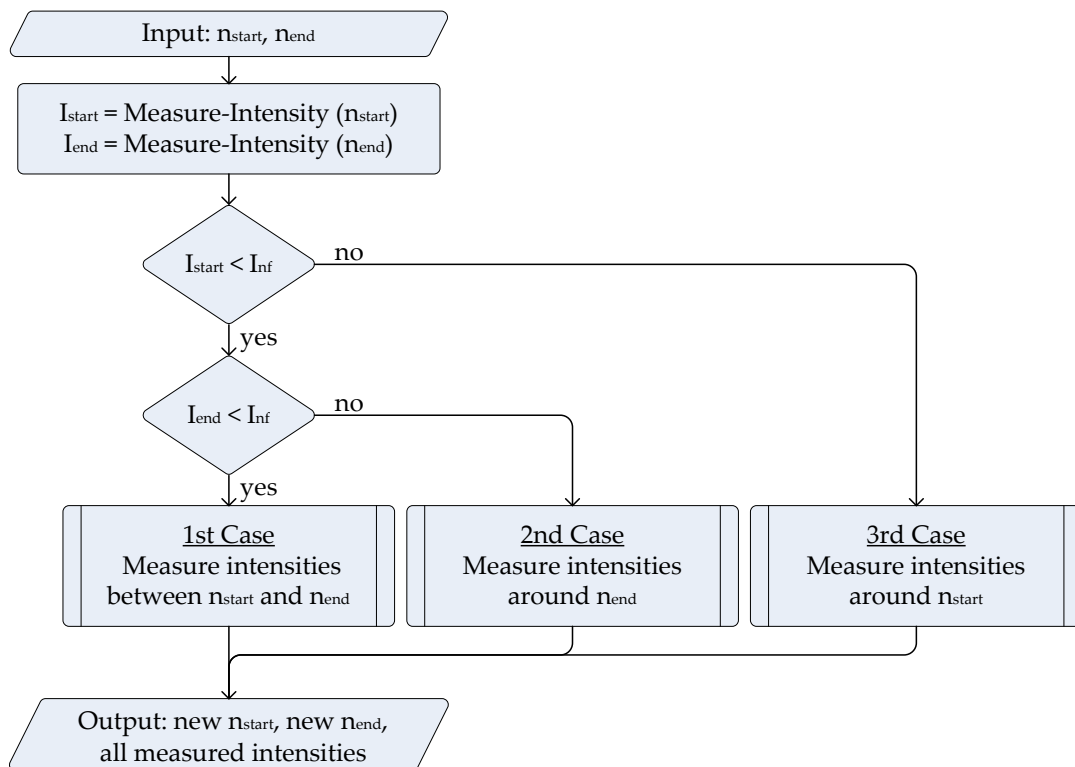 Input: nstart, nend
Istart = Measure-Intensity (nstart)
Iend = Measure-Intensity (nend)
Istart < Inf
no
yes
Iend < Inf
no
yes
1st Case
Measure intensities
between nstart and nend
2nd Case
Measure intensities
around nend
3rd Case
Measure intensities
around nstart
Output: new nstart, new nend,
all measured intensities